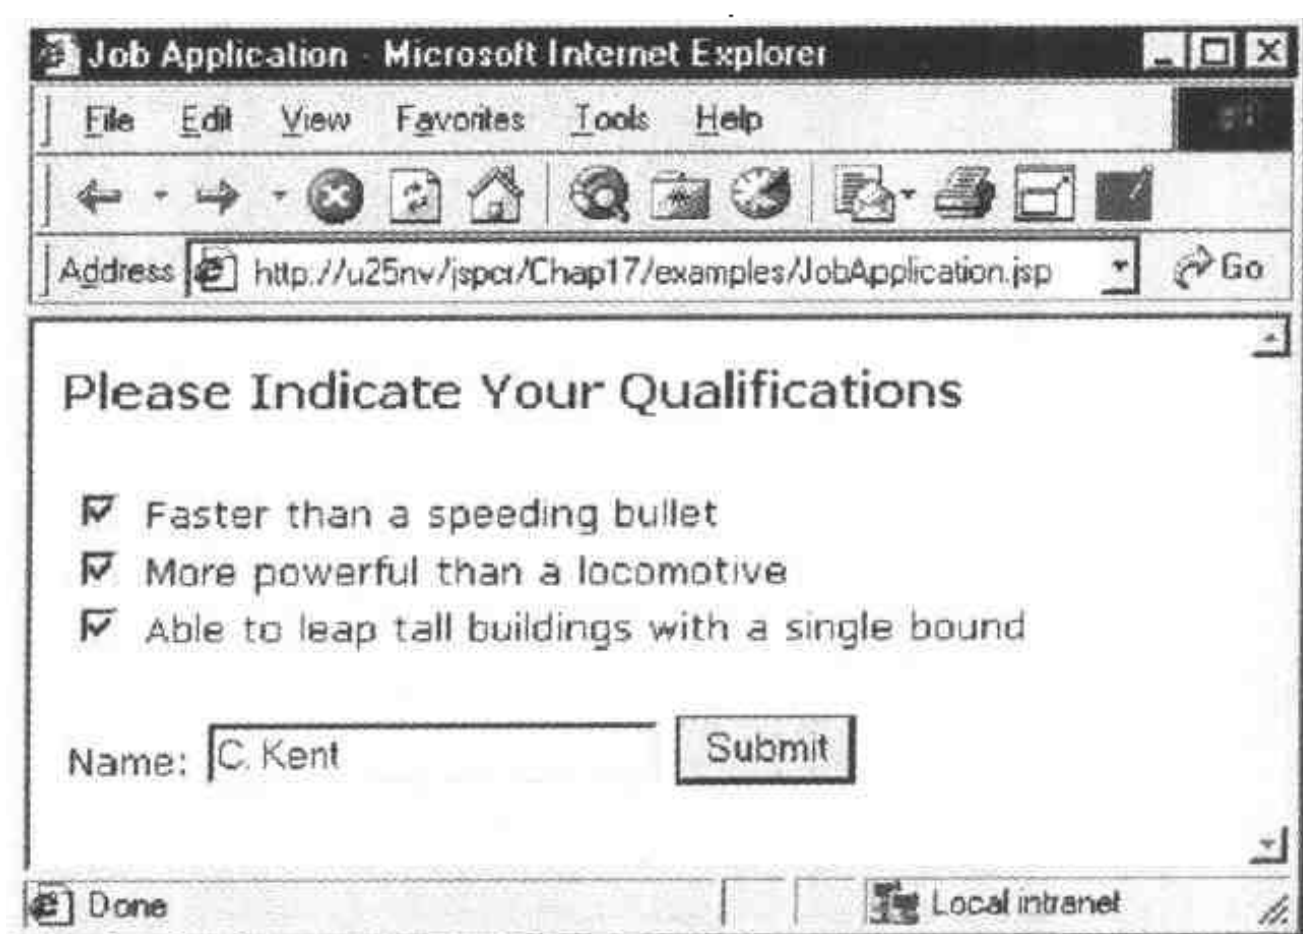 Job Application - Microsoft Internet Explorer
File Edit View Favorites Tools Help
Address http://u25nv/jspcr/Chap17/examples/JobApplication.jsp Go
Please Indicate Your Qualifications
Faster than a speeding bullet
More powerful than a locomotive
Able to leap tall buildings with a single bound
Name: C. Kent Submit
Done Local intranet